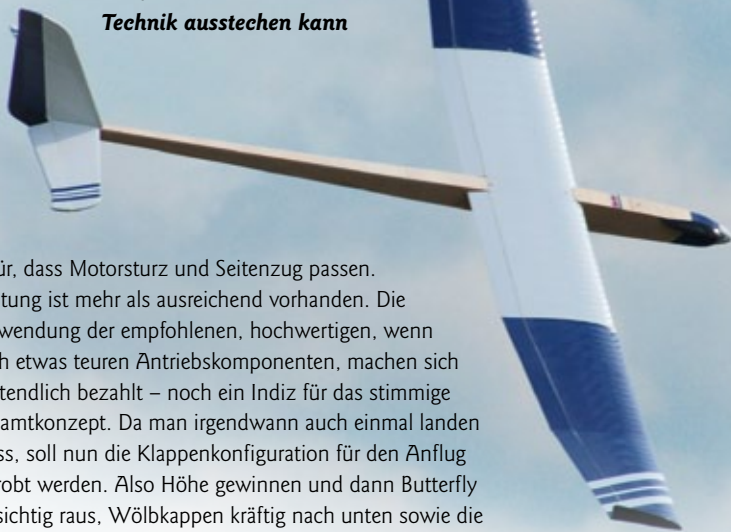 Technik ausstechen kann
ür, dass Motorsturz und Seitenzug passen.
tung ist mehr als ausreichend vorhanden. Die
wendung der empfohlenen, hochwertigen, wenn
h etwas teuren Antriebskomponenten, machen sich
tendlich bezahlt – noch ein Indiz für das stimmige
amtkonzept. Da man irgendwann auch einmal landen
ss, soll nun die Klappenkonfiguration für den Anflug
robt werden. Also Höhe gewinnen und dann Butterfly
sichtig raus, Wölbkappen kräftig nach unten sowie die